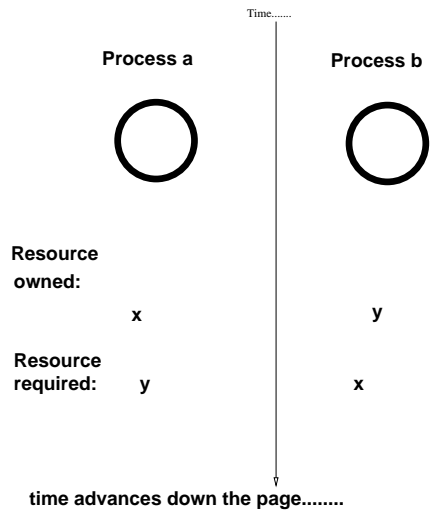 Time.......
Process a
Process b
Resource
owned:
x
y
Resource
required:
y
x
time advances down the page........